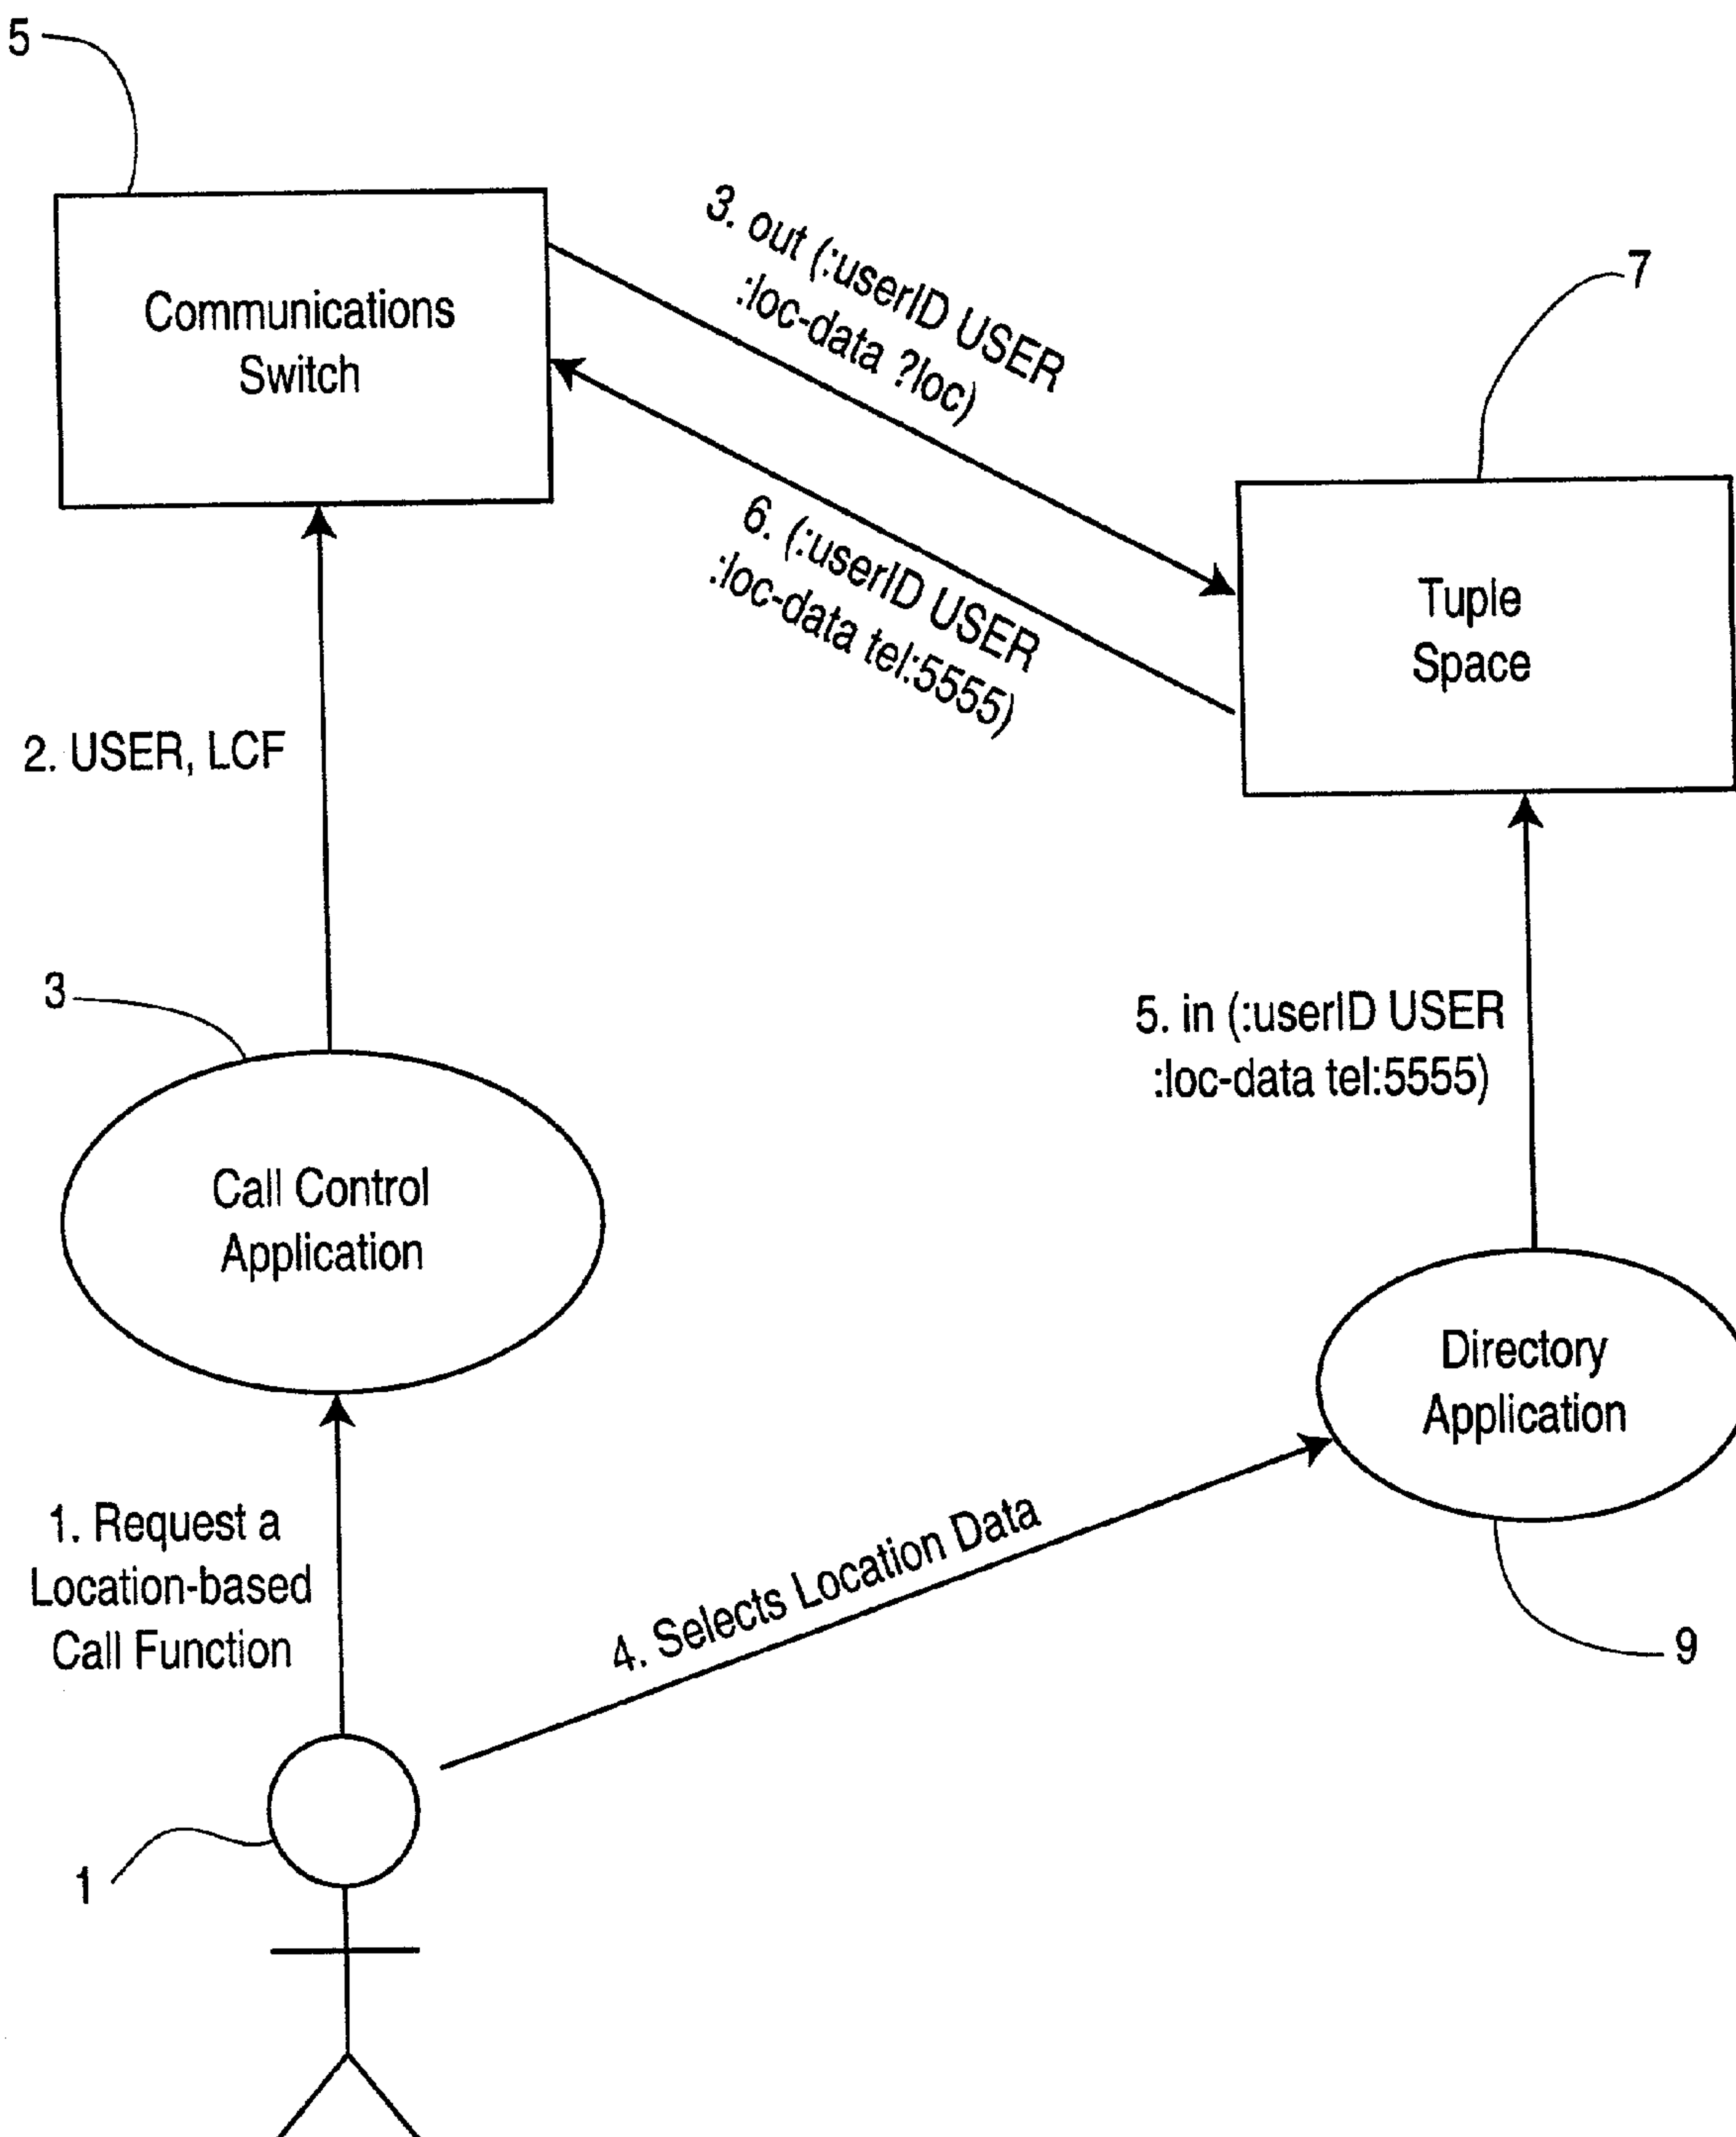 5
3. out (:userID USER
:loc-data ?loc)
7
Communications
Switch
6. (:userID USER
:loc-data tel:5555)
Tuple
Space
2. USER, LCF
3
5. in (:userID USER
:loc-data tel:5555)
Call Control
Application
Directory
Application
1. Request a
Location-based
Call Function
4. Selects Location Data
9
1